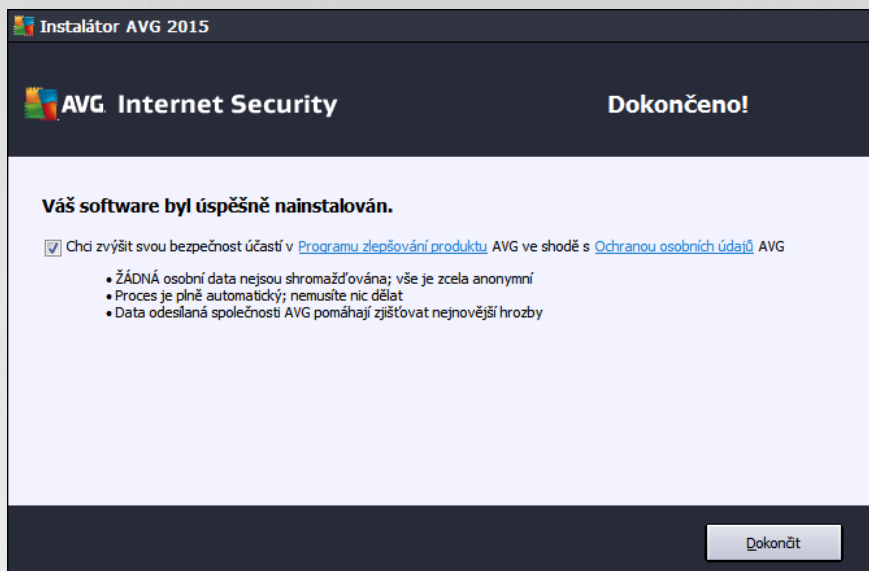 Instalátor AVG 2015
AVG. Internet Security
Dokončeno!
Váš software byl úspěšně nainstalován.
Chci zvýšit svou bezpečnost účastí v Programu zlepšování produktu AVG ve shodě s Ochranou osobních údajů AVG
• ŽÁDNÁ osobní data nejsou shromažďována; vše je zcela anonymní
• Proces je plně automatický; nemusíte nic dělat
• Data odesílaná společnosti AVG pomáhají zjišťovat nejnovější hrozby
Dokončit